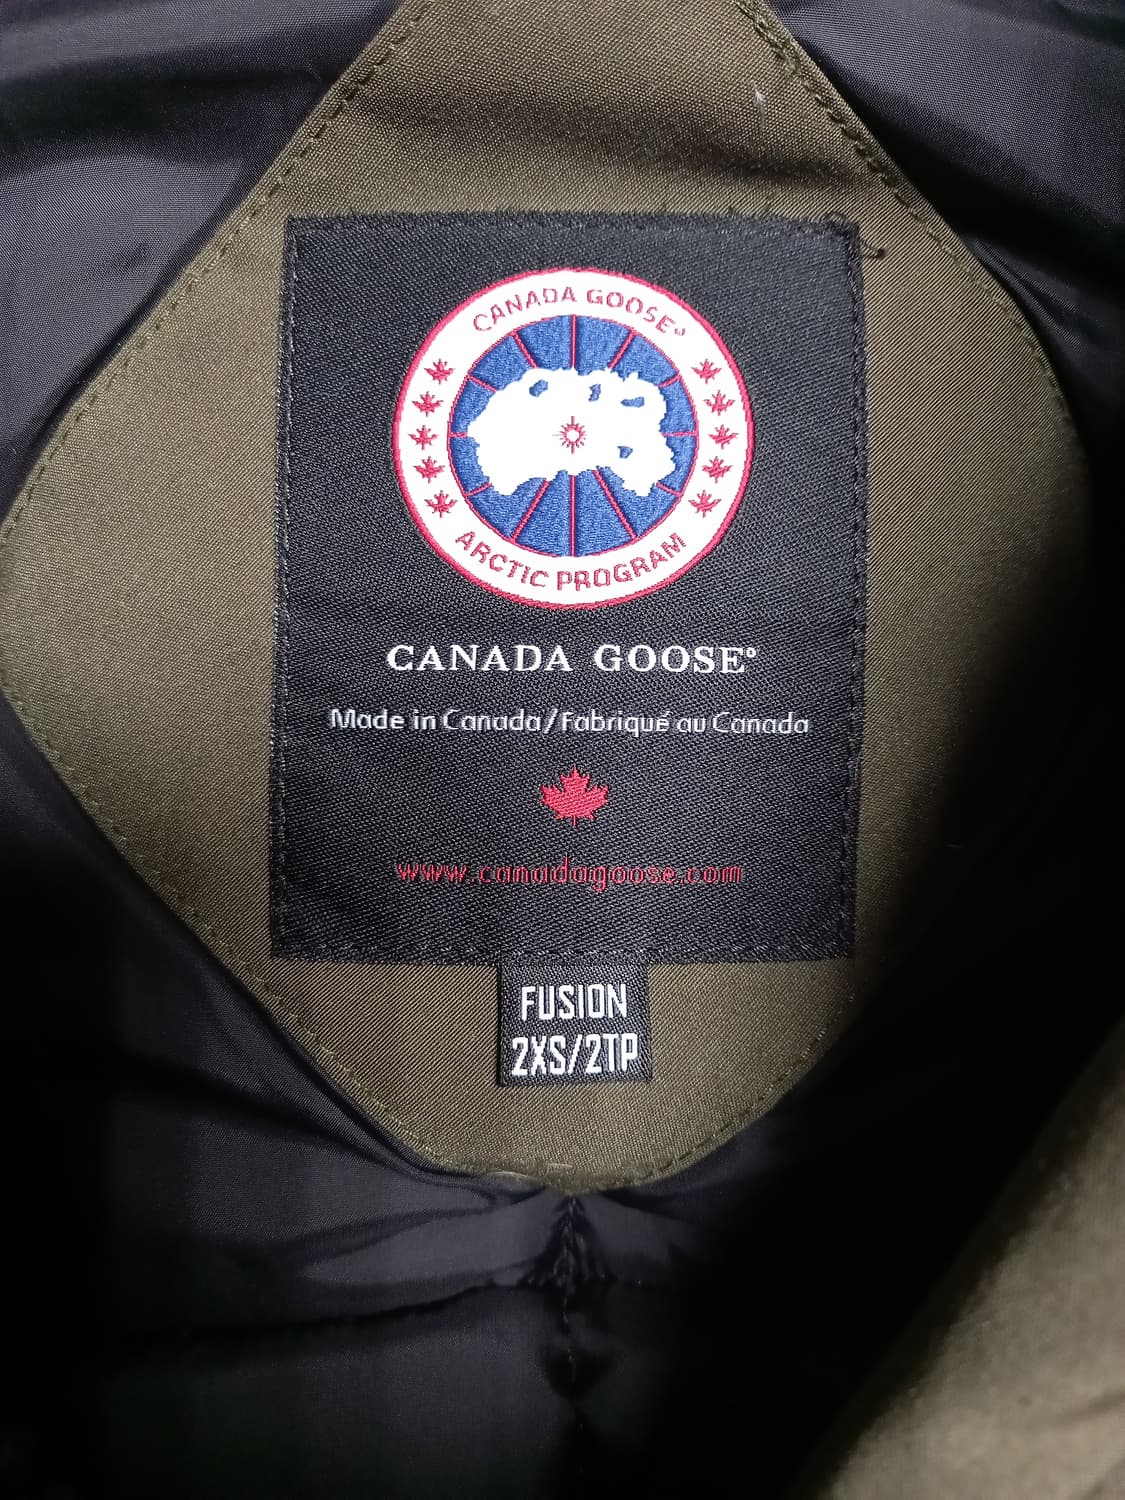 CANADA GOOSE®
ARCTIC PROGRAM
CANADA GOOSE®
Made in Canada/Fabriqué au Canada
www.canadagoose.com
FUSION
2XS/2TP